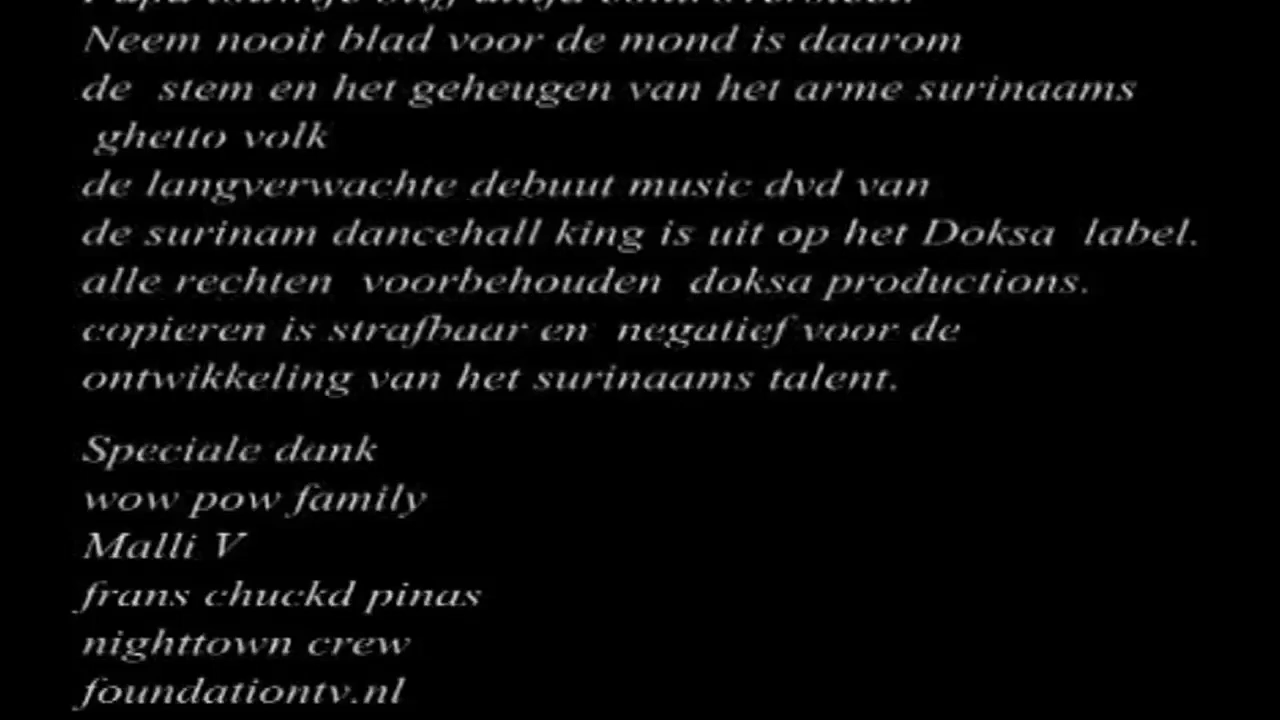 Neem nooit blad voor de mond is daarom
de stem en het geheugen van het arme surinaams
ghetto volk
de langverwachte debuut music dvd van
de surinam dancehall king is uit op het Doksa label.
alle rechten voorbehouden doksa productions.
copieren is strafbaar en negatief voor de
ontwikkeling van het surinaams talent.
Speciale dank
wow pow family
Malli V
frans chuckd pinas
nighttown crew
foundationtv.nl